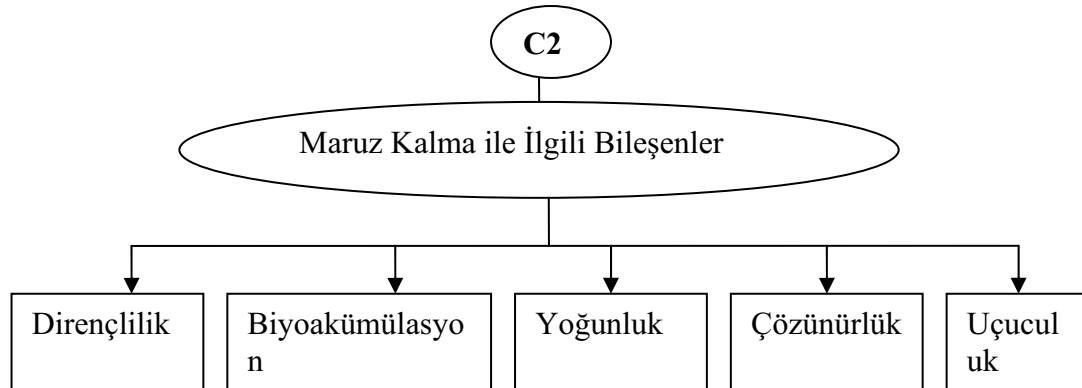 C2
Maruz Kalma ile İlgili Bileşenler
Dirençlilik
Biyoakümülasyo
n
Yoğunluk
Çözünürlük
Uçucul
uk